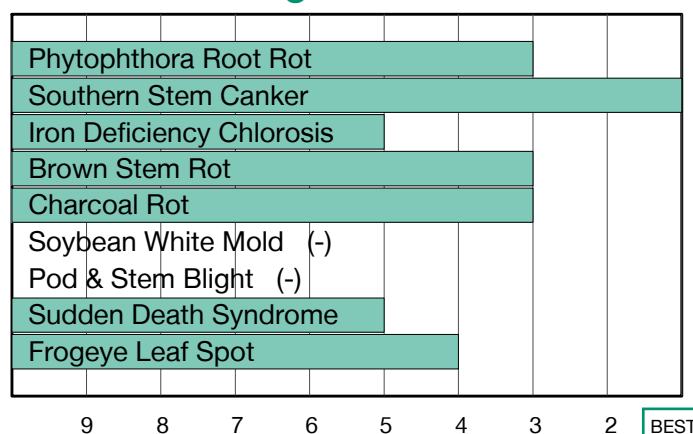 Phytophthora Root Rot
Southern Stem Canker
Iron Deficiency Chlorosis
Brown Stem Rot
Charcoal Rot
Soybean White Mold (-)
Pod & Stem Blight (-)
Sudden Death Syndrome
Frogeye Leaf Spot
9 8 7 6 5 4 3 2 BEST